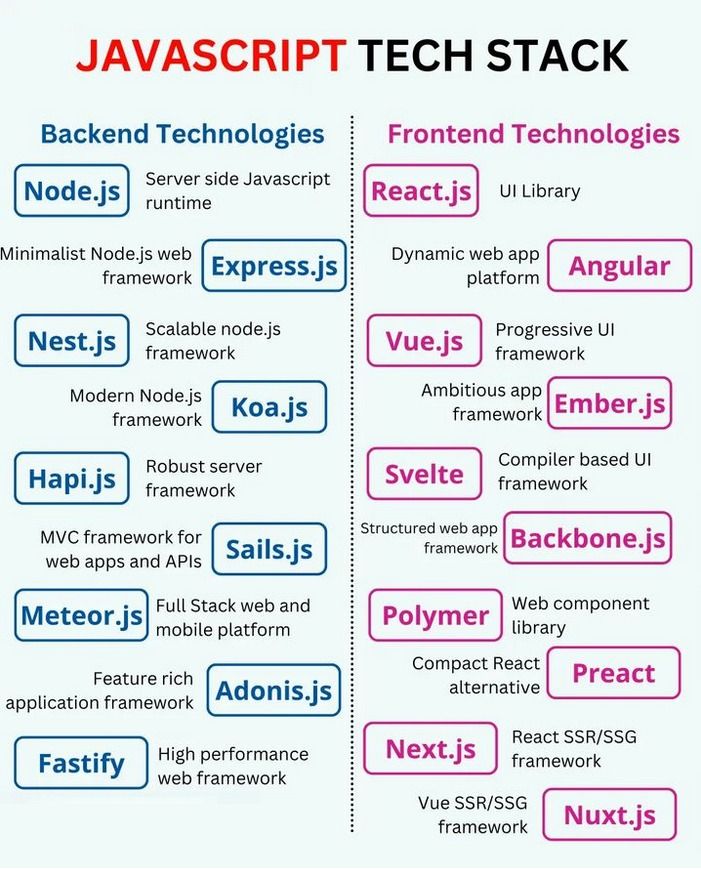 JAVASCRIPT TECH STACK
Backend Technologies
Node.js
Server side Javascript
runtime
Minimalist Node.js web
framework
Express.js
Nest.js
Scalable node.js
framework
Modern Node.js
framework
Koa.js
Hapi.js
Robust server
framework
MVC framework for
web apps and APIs
Sails.js
Meteor.js
Full Stack web and
mobile platform
Feature rich
application framework
Adonis.js
Fastify
High performance
web framework
Frontend Technologies
React.js
UI Library
Dynamic web app
platform
Angular
Vue.js
Progressive UI
framework
Ambitious app
framework
Ember.js
Svelte
Compiler based UI
framework
Structured web app
framework
Backbone.js
Polymer
Web component
library
Compact React
alternative
Preact
Next.js
React SSR/SSG
framework
Vue SSR/SSG
framework
Nuxt.js